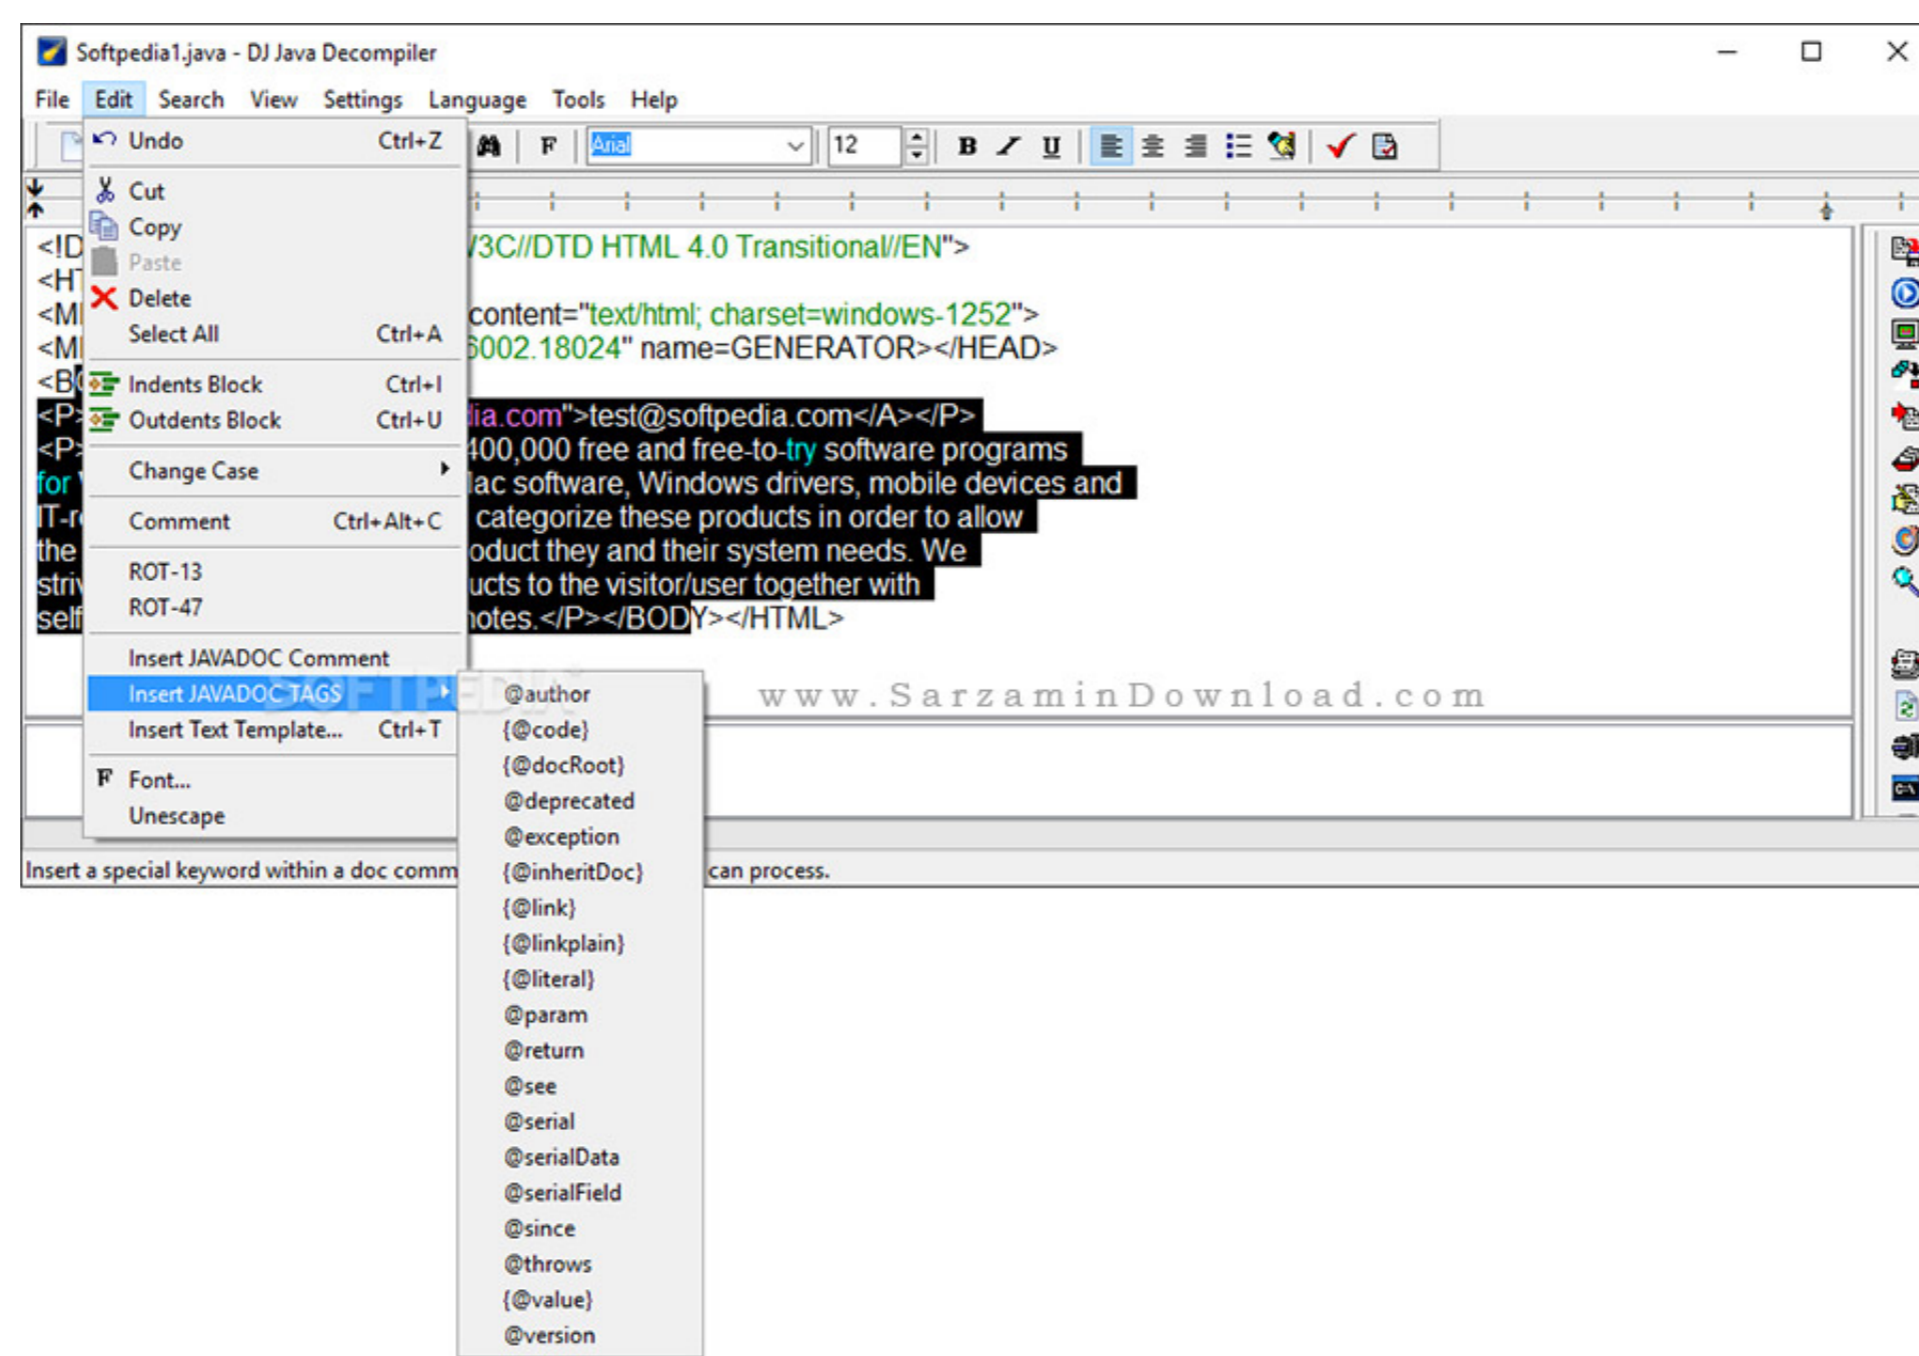 Softpedia1.java - DJ Java Decompiler
File Edit Search View Settings Language Tools Help
F Arial 12 B I U
Undo Ctrl+Z
Cut
Copy
Paste
Delete
Select All Ctrl+A
Indents Block Ctrl+I
Outdents Block Ctrl+U
Change Case
Comment Ctrl+Alt+C
ROT-13
ROT-47
Insert JAVADOC Comment
Insert JAVADOC TAGS
Insert Text Template... Ctrl+T
F Font...
Unescape
<!D /3C//DTD HTML 4.0 Transitional//EN">
content="text/html; charset=windows-1252">
6002.18024" name=GENERATOR></HEAD>
<P> dia.com">test@softpedia.com</A></P>
<P> 400,000 free and free-to-try software programs
for software, Windows drivers, mobile devices and
categorize these products in order to allow
the oduct they and their system needs. We
ucts to the visitor/user together with
self notes.</P></BODY></HTML>
SOFTPEDIA
www.SarzaminDownload.com
@author
{@code}
{@docRoot}
@deprecated
@exception
{@inheritDoc}
{@link}
{@linkplain}
{@literal}
@param
@return
@see
@serial
@serialData
@serialField
@since
@throws
{@value}
@version
Insert a special keyword within a doc comm can process.